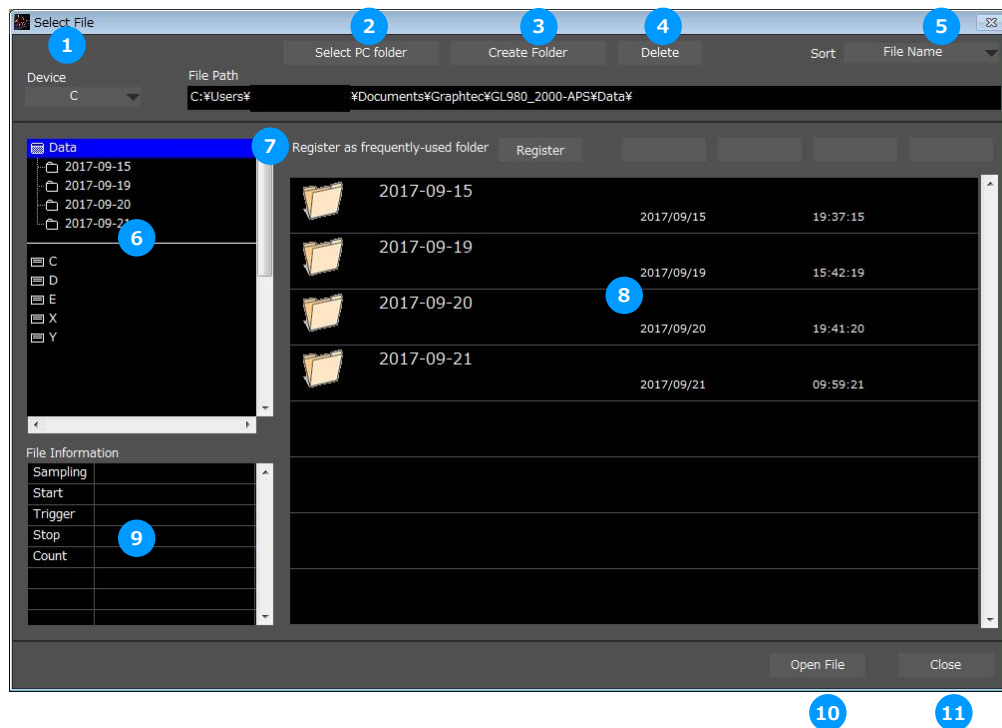 Select File
1
2
3
4
5
Select PC folder
Create Folder
Delete
Sort
File Name
Device
File Path
C
C:¥Users¥ ¥Documents¥Graphtec¥GL980_2000-APS¥Data¥
7
Register as frequently-used folder
Register
Data
2017-09-15
2017-09-19
2017-09-20
2017-09-21
6
C
D
E
X
Y
2017-09-15
2017/09/15 19:37:15
2017-09-19
2017/09/19 15:42:19
8
2017-09-20
2017/09/20 19:41:20
2017-09-21
2017/09/21 09:59:21
File Information
Sampling
Start
Trigger
Stop
Count
9
Open File
Close
10
11